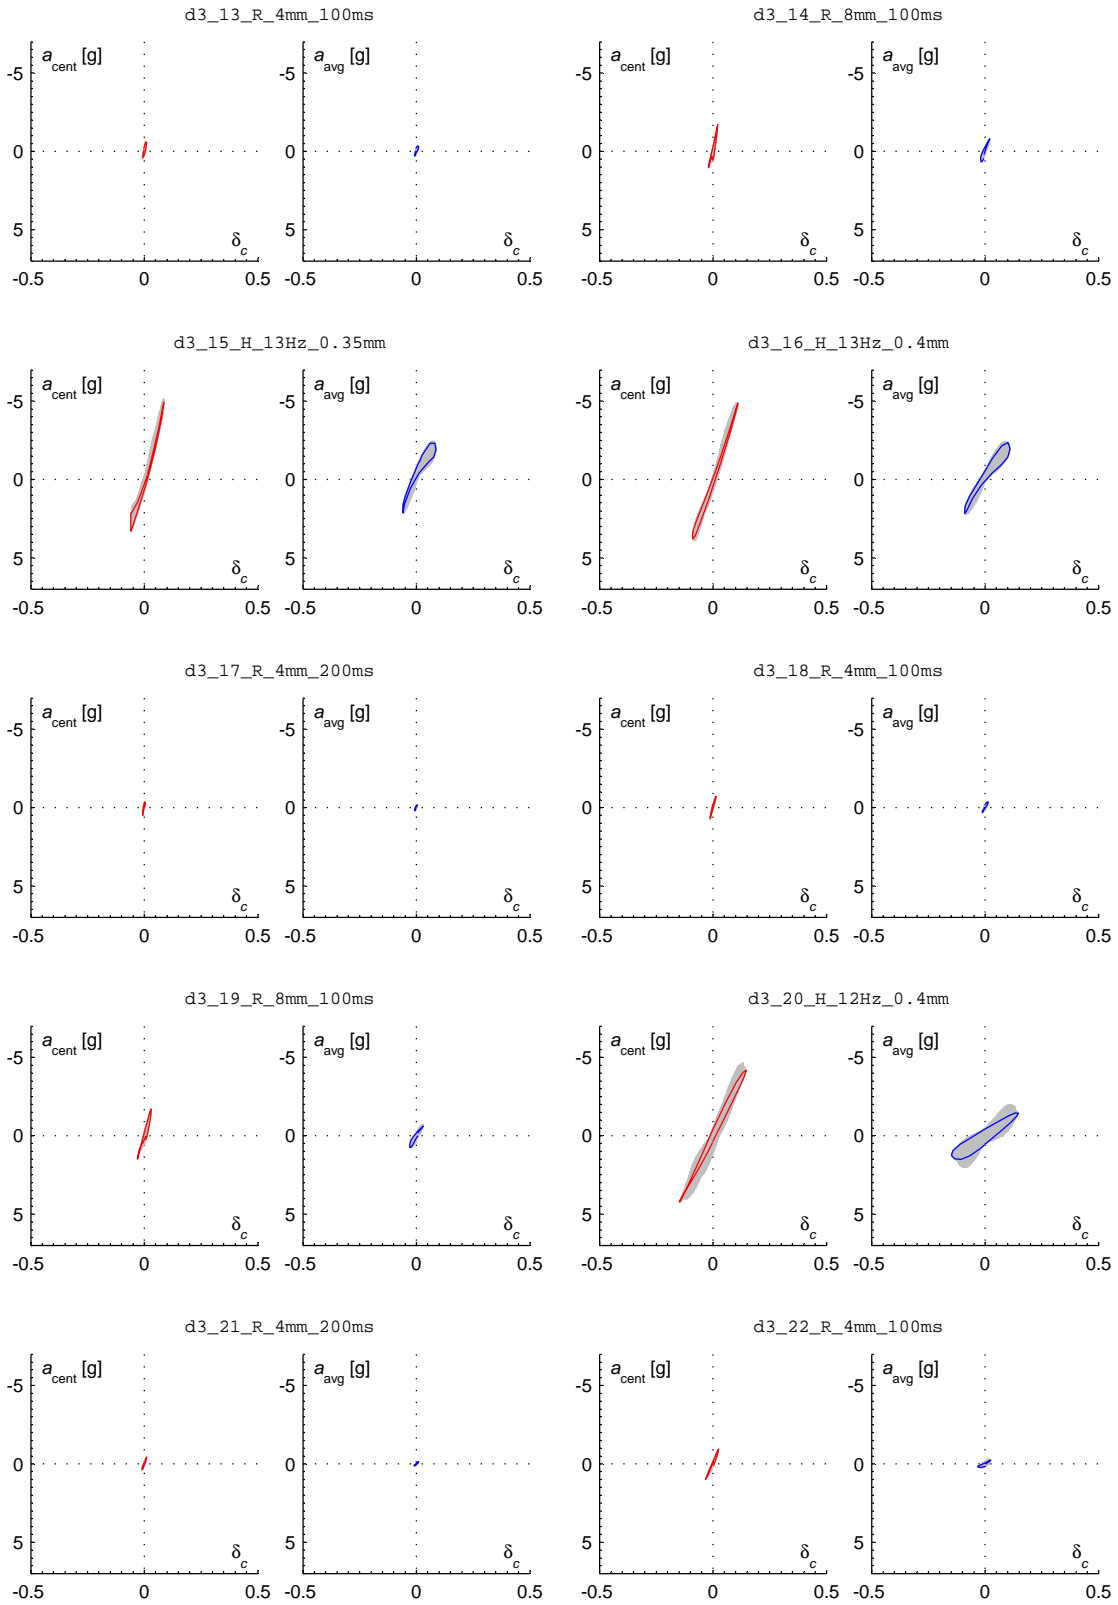 d3_13_R_4mm_100ms d3_14_R_8mm_100ms
a_cent [g] a_avg [g] a_cent [g] a_avg [g]
-5 -5 -5 -5
0 0 0 0
5 5 5 5
δ_c δ_c δ_c δ_c
-0.5 0 0.5 -0.5 0 0.5 -0.5 0 0.5 -0.5 0 0.5
d3_15_H_13Hz_0.35mm d3_16_H_13Hz_0.4mm
a_cent [g] a_avg [g] a_cent [g] a_avg [g]
-5 -5 -5 -5
0 0 0 0
5 5 5 5
δ_c δ_c δ_c δ_c
-0.5 0 0.5 -0.5 0 0.5 -0.5 0 0.5 -0.5 0 0.5
d3_17_R_4mm_200ms d3_18_R_4mm_100ms
a_cent [g] a_avg [g] a_cent [g] a_avg [g]
-5 -5 -5 -5
0 0 0 0
5 5 5 5
δ_c δ_c δ_c δ_c
-0.5 0 0.5 -0.5 0 0.5 -0.5 0 0.5 -0.5 0 0.5
d3_19_R_8mm_100ms d3_20_H_12Hz_0.4mm
a_cent [g] a_avg [g] a_cent [g] a_avg [g]
-5 -5 -5 -5
0 0 0 0
5 5 5 5
δ_c δ_c δ_c δ_c
-0.5 0 0.5 -0.5 0 0.5 -0.5 0 0.5 -0.5 0 0.5
d3_21_R_4mm_200ms d3_22_R_4mm_100ms
a_cent [g] a_avg [g] a_cent [g] a_avg [g]
-5 -5 -5 -5
0 0 0 0
5 5 5 5
δ_c δ_c δ_c δ_c
-0.5 0 0.5 -0.5 0 0.5 -0.5 0 0.5 -0.5 0 0.5